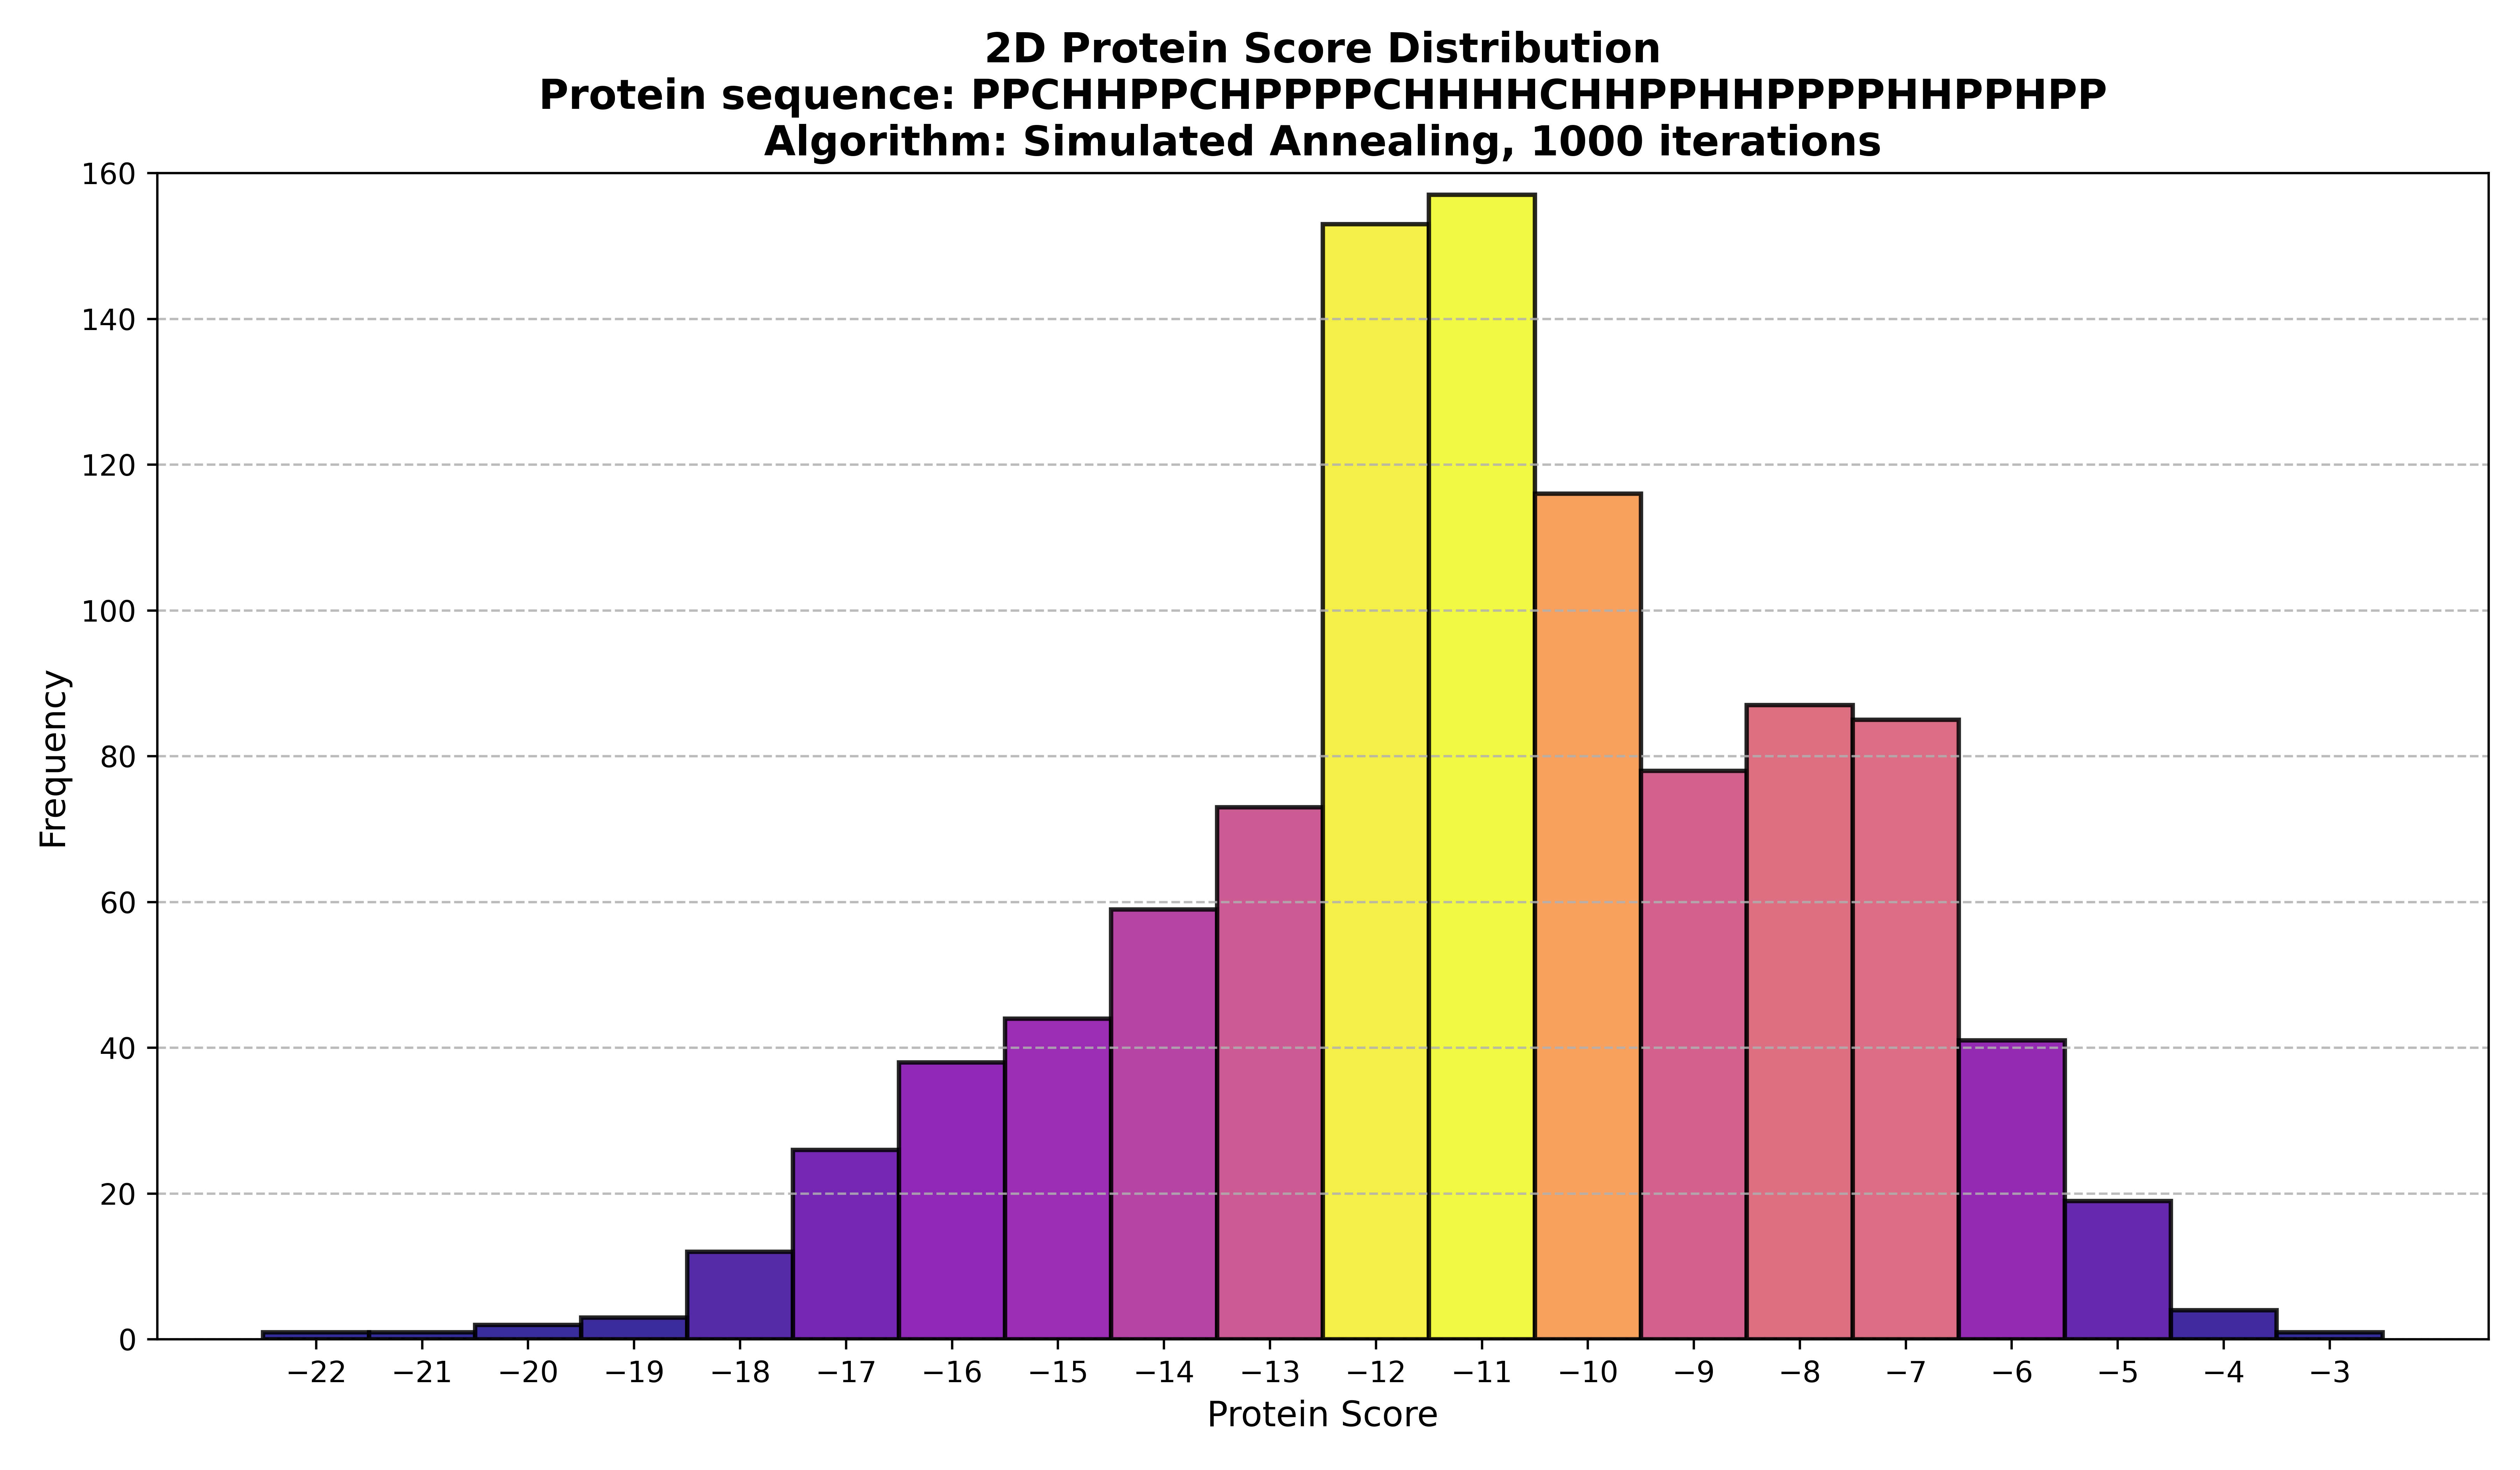 2D Protein Score Distribution
Protein sequence: PPCHHPPCHPPPPCHHHHHCHHPPHHPPPPHHPPHPP
Algorithm: Simulated Annealing, 1000 iterations
160
140
120
100
80
60
40
20
0
Frequency
−22 −21 −20 −19 −18 −17 −16 −15 −14 −13 −12 −11 −10 −9 −8 −7 −6 −5 −4 −3
Protein Score